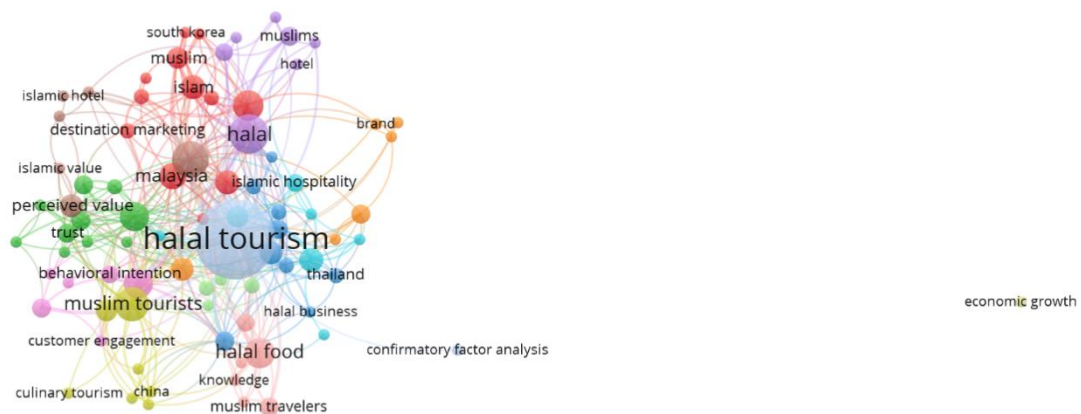 south korea
muslims
muslim
hotel
islam
islamic hotel
brand
destination marketing
halal
islamic value
malaysia
islamic hospitality
perceived value
trust
halal tourism
behavioral intention
thailand
muslim tourists
economic growth
halal business
customer engagement
halal food
confirmatory factor analysis
knowledge
culinary tourism
china
muslim travelers